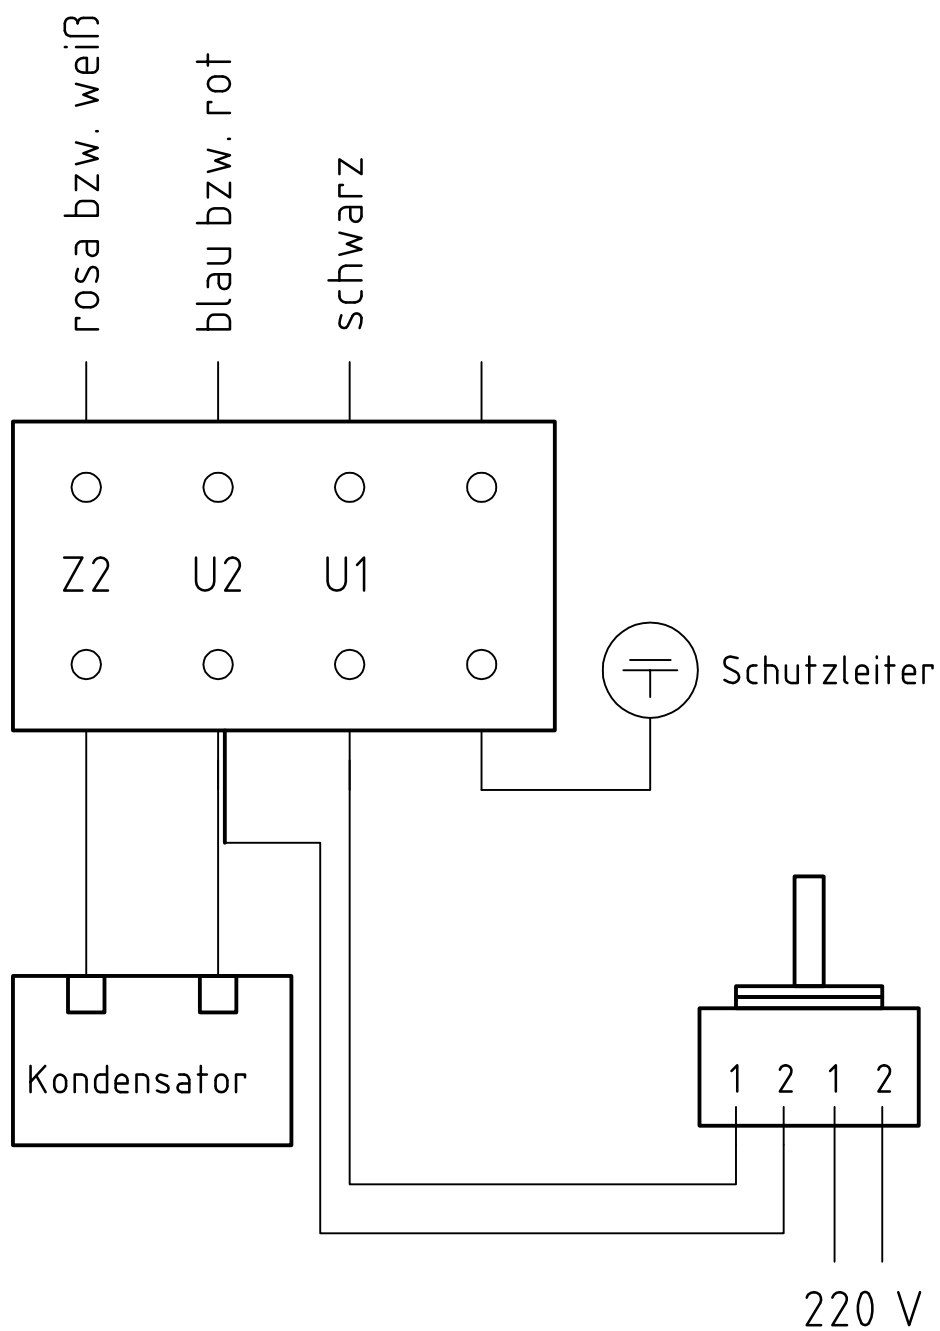 rosa bzw. weiß
blau bzw. rot
schwarz
Z2 U2 U1
Schutzleiter
Kondensator
1 2 1 2
220 V